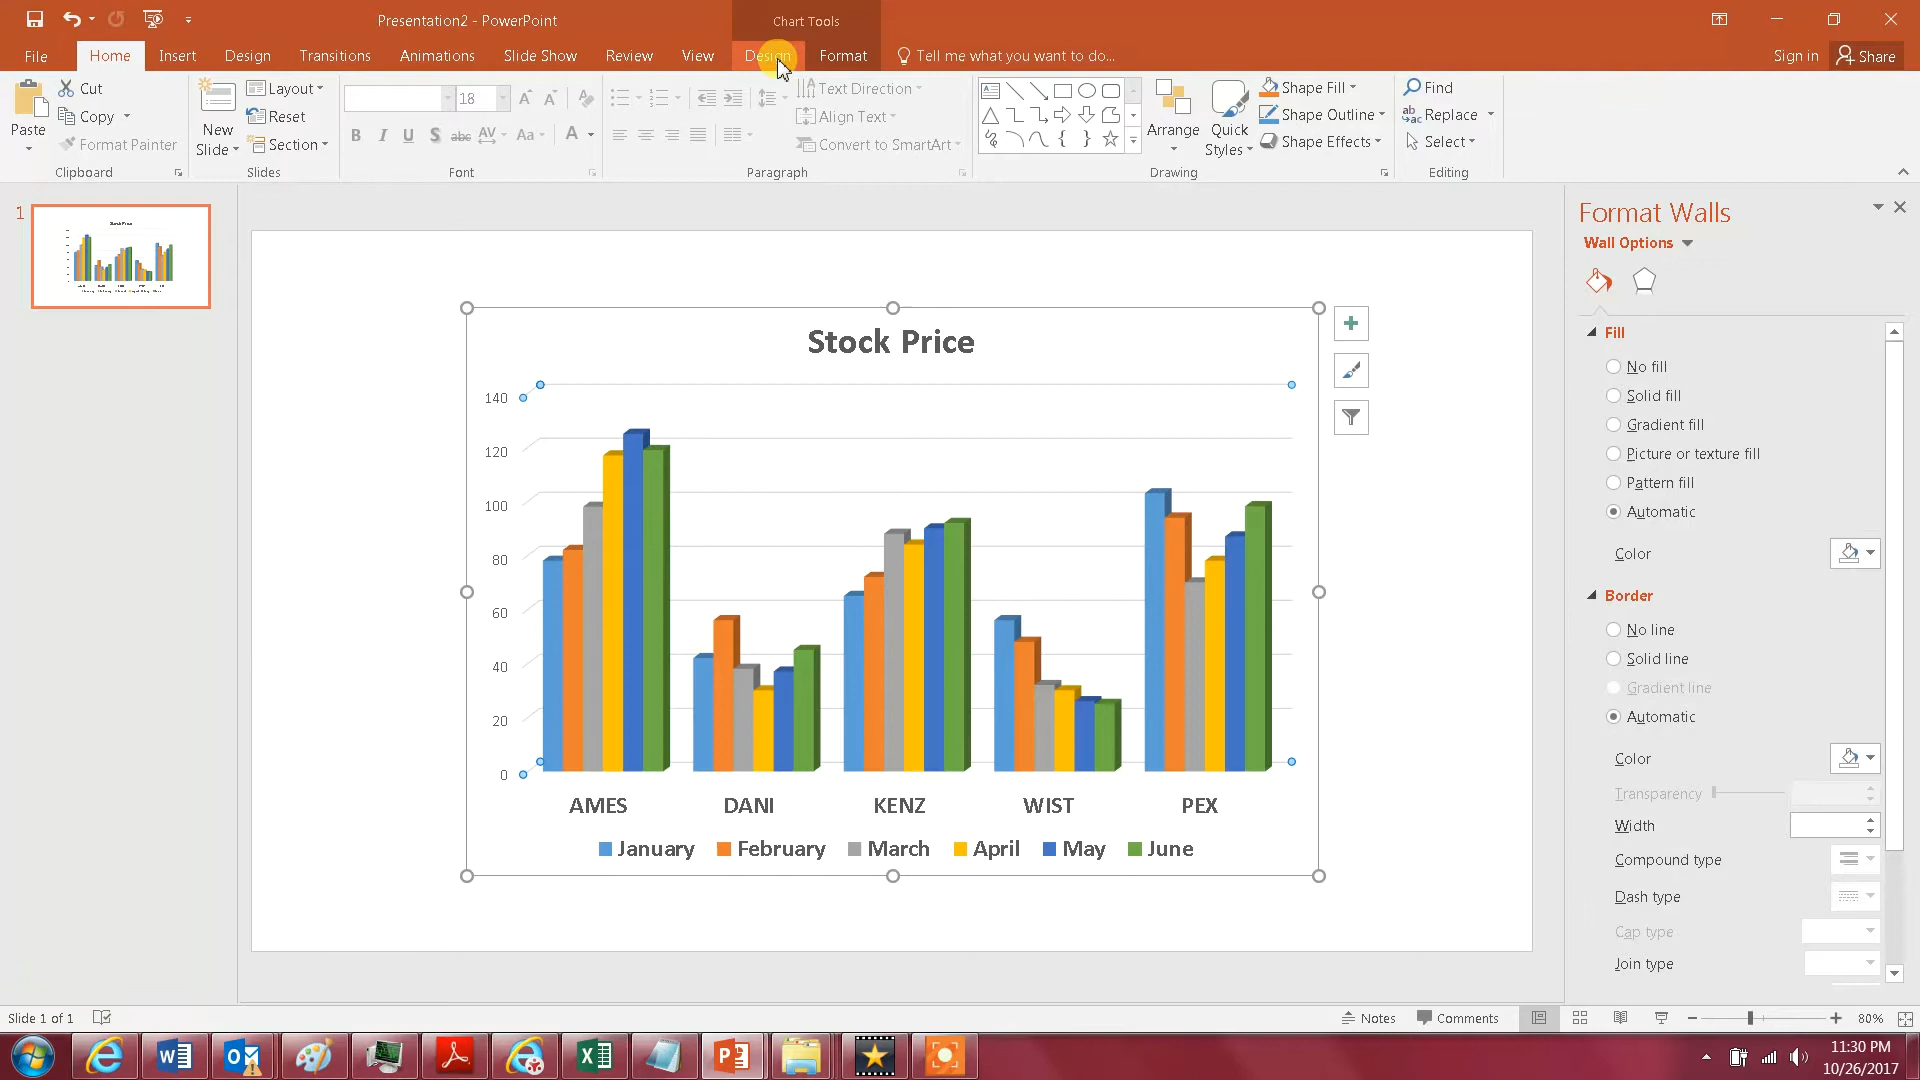 Presentation2 - PowerPoint
Chart Tools
File Home Insert Design Transitions Animations Slide Show Review View Design Format Tell me what you want to do... Sign in Share
Paste
Cut
Copy
Format Painter
Clipboard
New Slide
Layout
Reset
Section
Slides
18
B I U S abc AV Aa A
Font
Text Direction
Align Text
Convert to SmartArt
Paragraph
Arrange
Quick Styles
Shape Fill
Shape Outline
Shape Effects
Drawing
Find
Replace
Select
Editing
1
Stock Price
140
120
100
80
60
40
20
0
AMES DANI KENZ WIST PEX
January February March April May June
Format Walls
Wall Options
Fill
No fill
Solid fill
Gradient fill
Picture or texture fill
Pattern fill
Automatic
Color
Border
No line
Solid line
Gradient line
Automatic
Color
Transparency
Width
Compound type
Dash type
Cap type
Join type
Slide 1 of 1
Notes Comments 80%
11:30 PM
10/26/2017